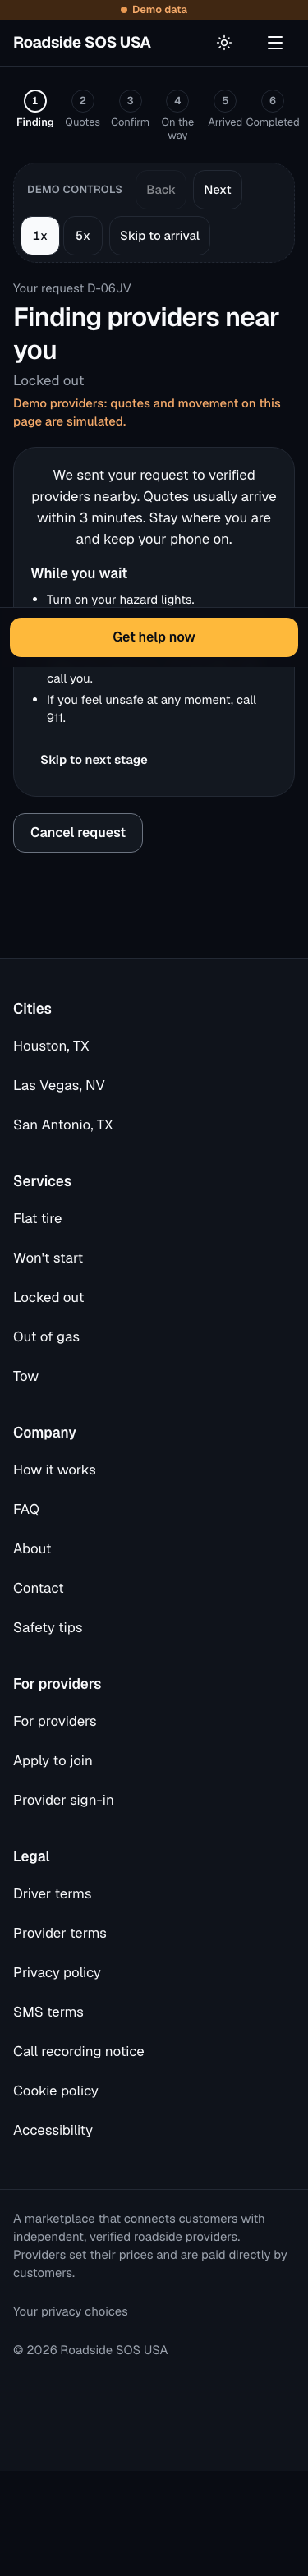 Demo data
Roadside SOS USA
1 2 3 4 5 6
Finding Quotes Confirm On the way Arrived Completed
DEMO CONTROLS Back Next
1x 5x Skip to arrival
Your request D-06JV
Finding providers near
you
Locked out
Demo providers: quotes and movement on this
page are simulated.
We sent your request to verified
providers nearby. Quotes usually arrive
within 3 minutes. Stay where you are
and keep your phone on.
While you wait
• Turn on your hazard lights.
Get help now
call you.
• If you feel unsafe at any moment, call
911.
Skip to next stage
Cancel request
Cities
Houston, TX
Las Vegas, NV
San Antonio, TX
Services
Flat tire
Won't start
Locked out
Out of gas
Tow
Company
How it works
FAQ
About
Contact
Safety tips
For providers
For providers
Apply to join
Provider sign-in
Legal
Driver terms
Provider terms
Privacy policy
SMS terms
Call recording notice
Cookie policy
Accessibility
A marketplace that connects customers with
independent, verified roadside providers.
Providers set their prices and are paid directly by
customers.
Your privacy choices
© 2026 Roadside SOS USA